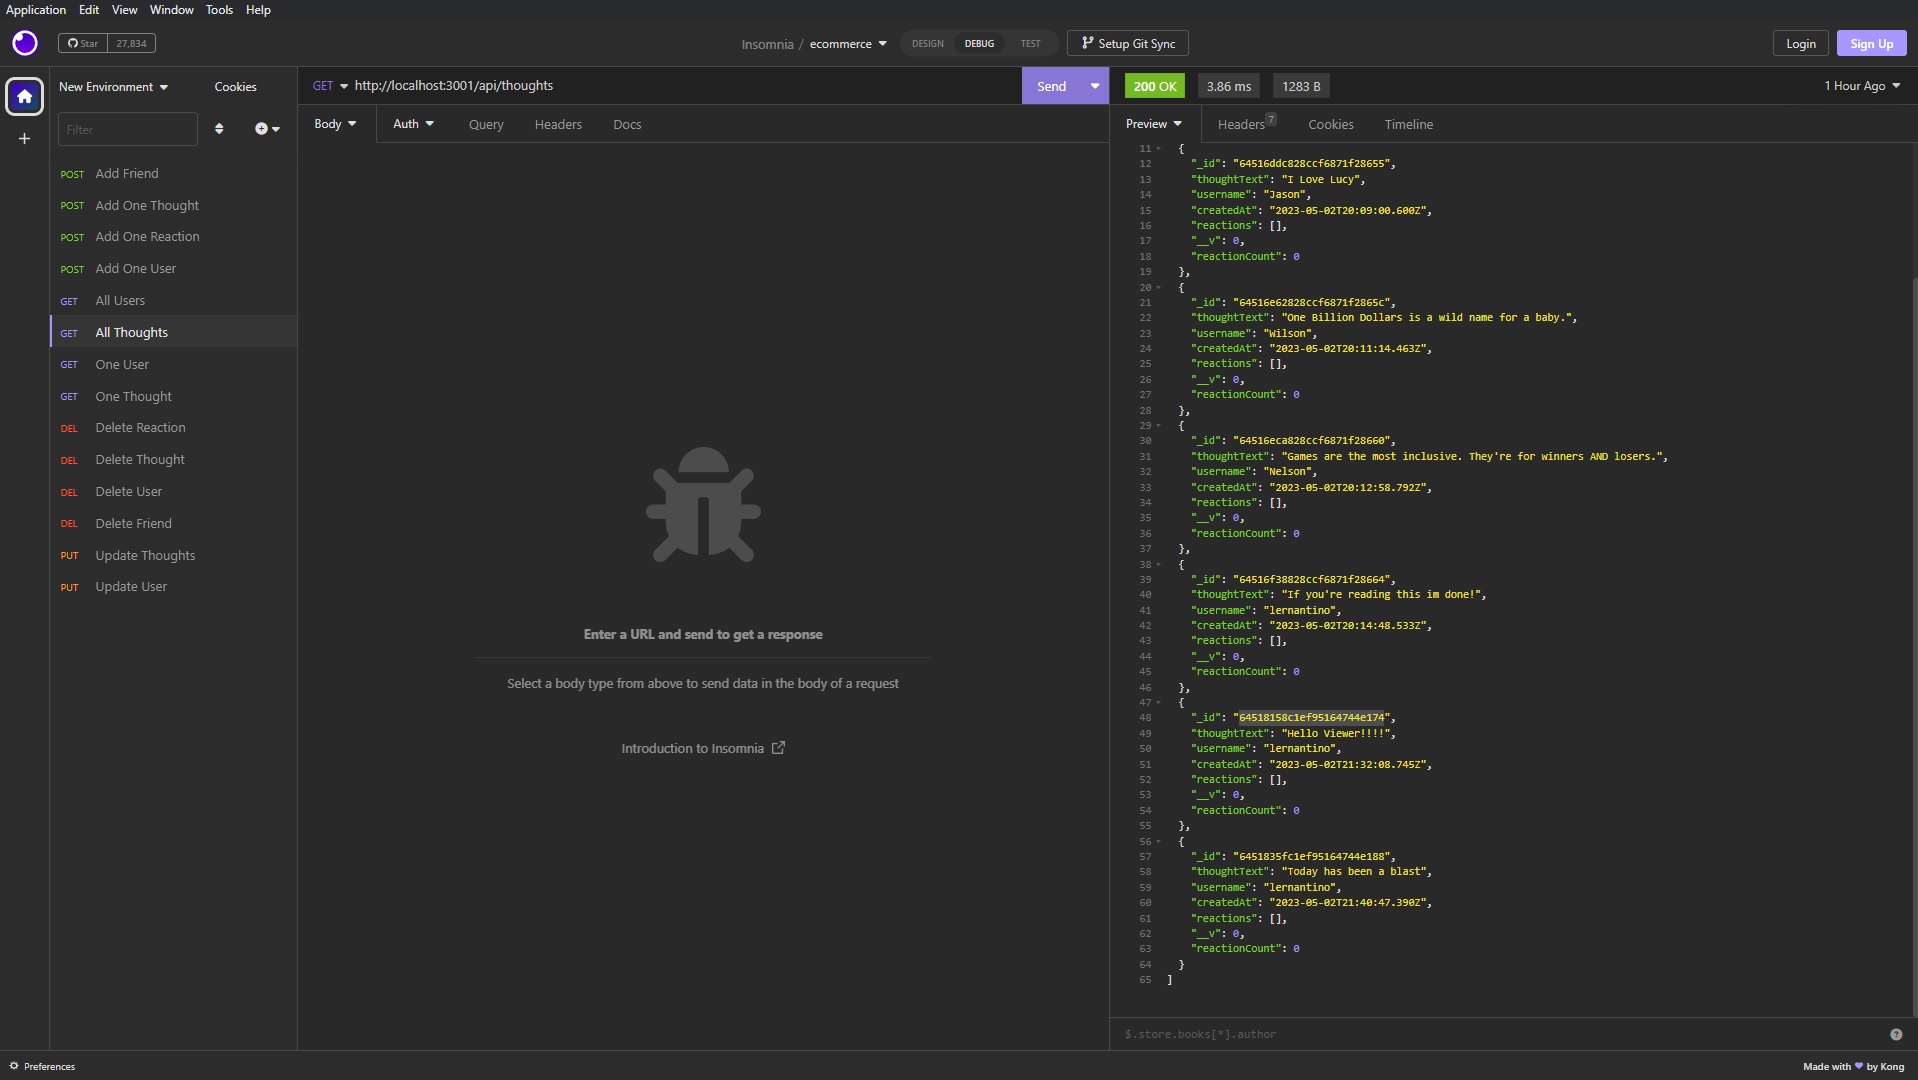 Application Edit View Window Tools Help
Star 27,834
Insomnia / ecommerce
DESIGN DEBUG TEST
Setup Git Sync
Login Sign Up
New Environment Cookies
GET http://localhost:3001/api/thoughts Send
200 OK 3.86 ms 1283 B 1 Hour Ago
Filter
Body Auth Query Headers Docs
Preview Headers 7 Cookies Timeline
POST Add Friend
POST Add One Thought
POST Add One Reaction
POST Add One User
GET All Users
GET All Thoughts
GET One User
GET One Thought
DEL Delete Reaction
DEL Delete Thought
DEL Delete User
DEL Delete Friend
PUT Update Thoughts
PUT Update User
Enter a URL and send to get a response
Select a body type from above to send data in the body of a request
Introduction to Insomnia
11 {
12 "_id": "64516ddc828ccf6871f28655",
13 "thoughtText": "I Love Lucy",
14 "username": "Jason",
15 "createdAt": "2023-05-02T20:09:00.600Z",
16 "reactions": [],
17 "__v": 0,
18 "reactionCount": 0
19 },
20 {
21 "_id": "64516e62828ccf6871f2865c",
22 "thoughtText": "One Billion Dollars is a wild name for a baby.",
23 "username": "Wilson",
24 "createdAt": "2023-05-02T20:11:14.463Z",
25 "reactions": [],
26 "__v": 0,
27 "reactionCount": 0
28 },
29 {
30 "_id": "64516eca828ccf6871f28660",
31 "thoughtText": "Games are the most inclusive. They're for winners AND losers.",
32 "username": "Nelson",
33 "createdAt": "2023-05-02T20:12:58.792Z",
34 "reactions": [],
35 "__v": 0,
36 "reactionCount": 0
37 },
38 {
39 "_id": "64516f38828ccf6871f28664",
40 "thoughtText": "If you're reading this im done!",
41 "username": "lernantino",
42 "createdAt": "2023-05-02T20:14:48.533Z",
43 "reactions": [],
44 "__v": 0,
45 "reactionCount": 0
46 },
47 {
48 "_id": "64518158c1ef95164744e174",
49 "thoughtText": "Hello Viewer!!!!",
50 "username": "lernantino",
51 "createdAt": "2023-05-02T21:32:08.745Z",
52 "reactions": [],
53 "__v": 0,
54 "reactionCount": 0
55 },
56 {
57 "_id": "6451835fc1ef95164744e188",
58 "thoughtText": "Today has been a blast",
59 "username": "lernantino",
60 "createdAt": "2023-05-02T21:40:47.390Z",
61 "reactions": [],
62 "__v": 0,
63 "reactionCount": 0
64 }
65 ]
$.store.books[*].author
Preferences
Made with ♥ by Kong